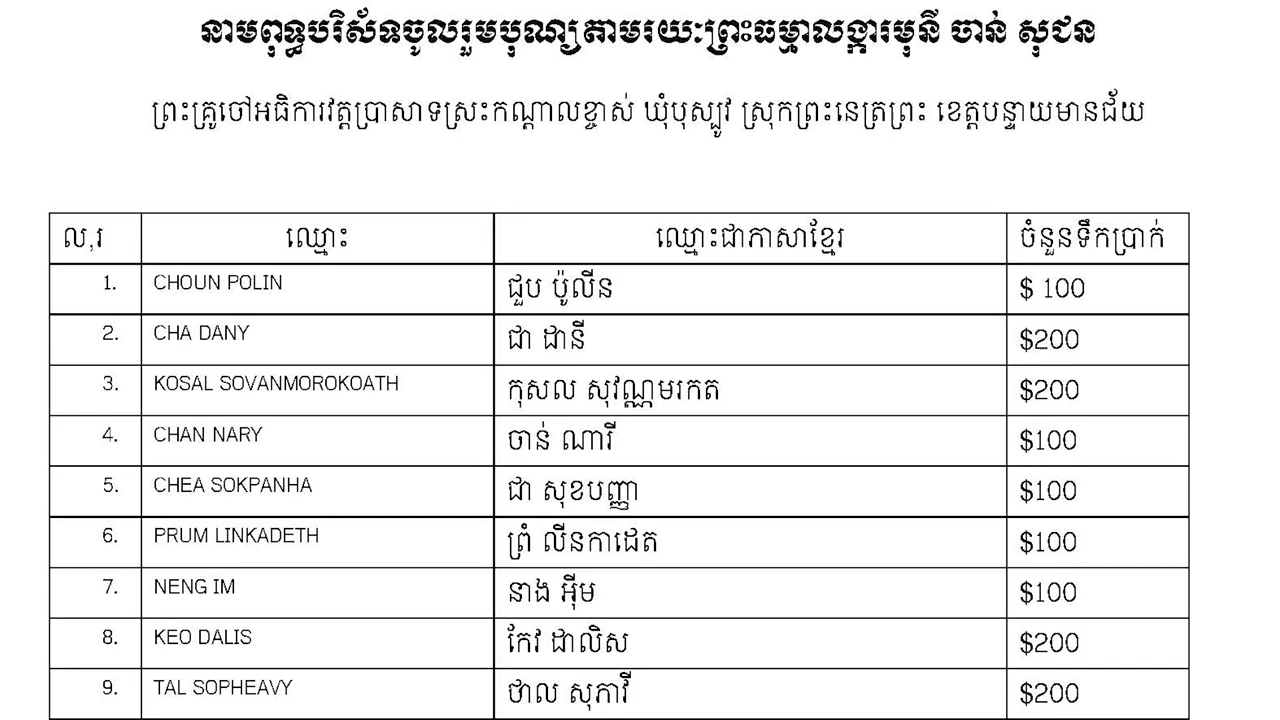 នាមពុទ្ធបរិស័ទចូលរួមបុណ្យតាមរយៈព្រះធម្មាលង្ការមុនី ចាន់ សុជន
ព្រះគ្រូចៅអធិការវត្តប្រាសាទស្រះកណ្តាលខ្ចាស់ ឃុំបុស្បូវ ស្រុកព្រះនេត្រព្រះ ខេត្តបន្ទាយមានជ័យ
ល,រ ឈ្មោះ ឈ្មោះជាភាសាខ្មែរ ចំនួនទឹកប្រាក់
1. CHOUN POLIN ជួប ប៉ូលីន $ 100
2. CHA DANY ជា ដានី $200
3. KOSAL SOVANMOROKOATH កុសល សុវណ្ណមរកត $200
4. CHAN NARY ចាន់ ណារី $100
5. CHEA SOKPANHA ជា សុខបញ្ញា $100
6. PRUM LINKADETH ព្រំ លីនកាដេត $100
7. NENG IM នាង អ៊ីម $100
8. KEO DALIS កែវ ដាលិស $200
9. TAL SOPHEAVY ថាល សុភាវី $200